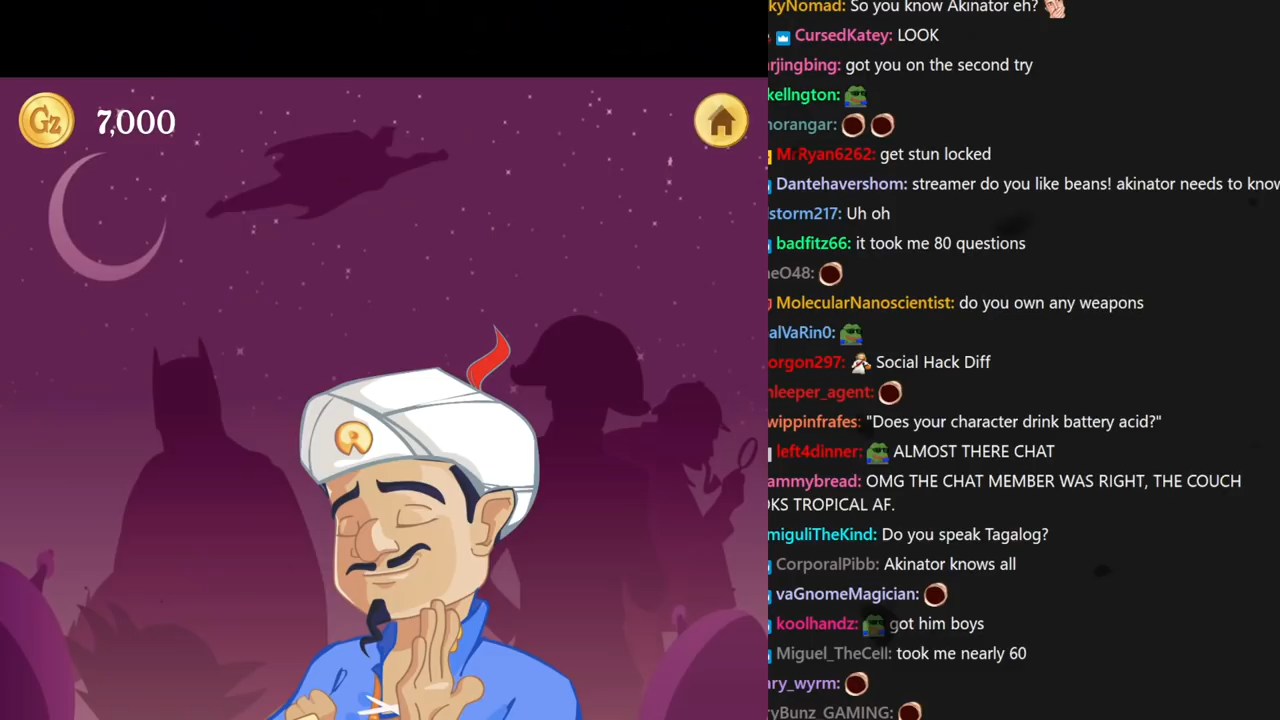 kyNomad: So you know Akinator eh?
CursedKatey: LOOK
rjingbing: got you on the second try
Gz 7,000
kellngton:
norangar:
MrRyan6262: get stun locked
Dantehavershom: streamer do you like beans! akinator needs to know
storm217: Uh oh
badfitz66: it took me 80 questions
eO48:
MolecularNanoscientist: do you own any weapons
alVaRin0:
orgon297: Social Hack Diff
hleeper_agent:
wippinfrafes: "Does your character drink battery acid?"
left4dinner: ALMOST THERE CHAT
ammybread: OMG THE CHAT MEMBER WAS RIGHT, THE COUCH
OKS TROPICAL AF.
miguliTheKind: Do you speak Tagalog?
CorporalPibb: Akinator knows all
vaGnomeMagician:
koolhandz: got him boys
Miguel_TheCell: took me nearly 60
ary_wyrm:
ryBunz_GAMING: